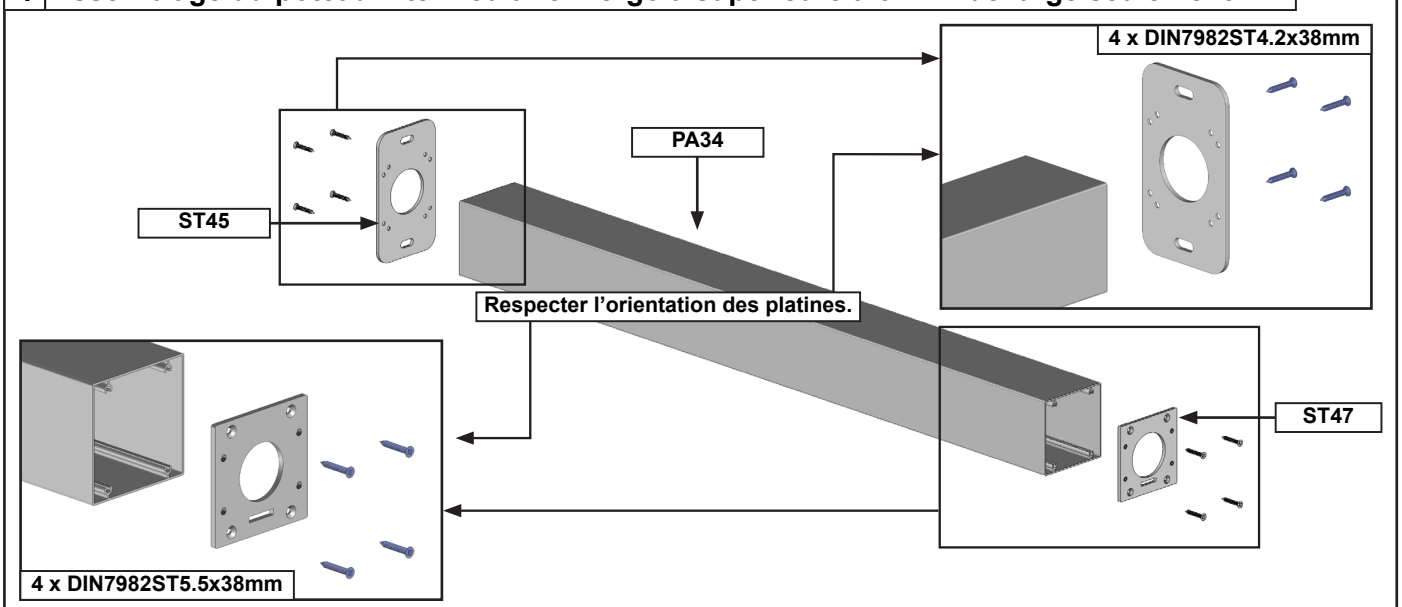 4 x DIN7982ST4.2x38mm
PA34
ST45
Respecter l’orientation des platines.
ST47
4 x DIN7982ST5.5x38mm